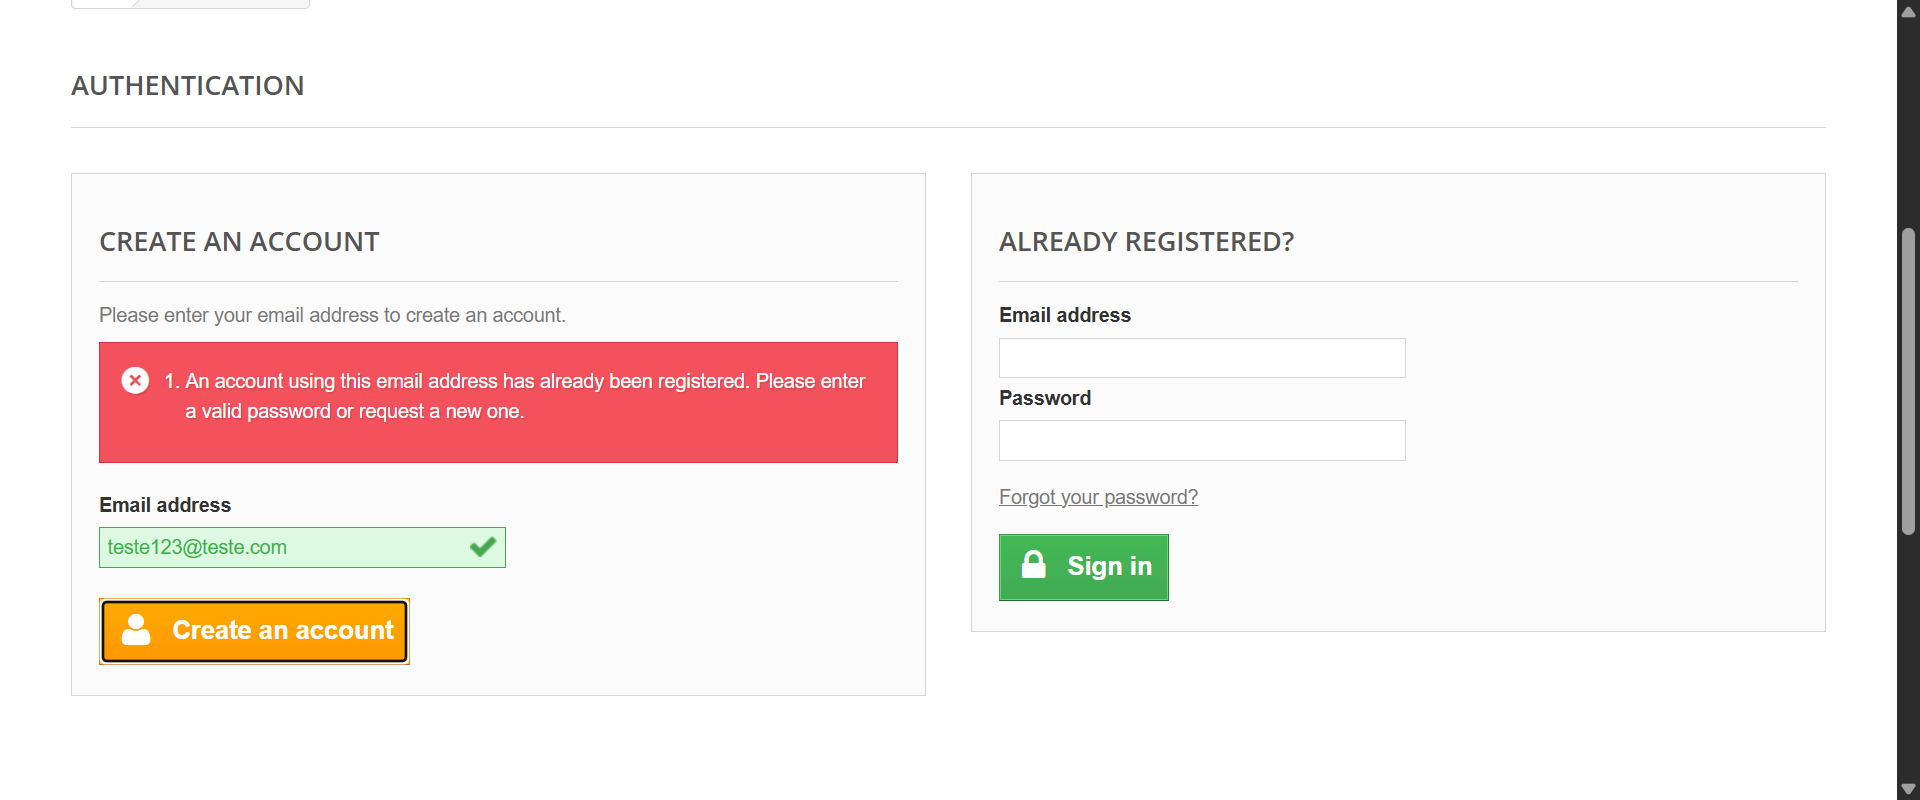 AUTHENTICATION
CREATE AN ACCOUNT
Please enter your email address to create an account.
1. An account using this email address has already been registered. Please enter
a valid password or request a new one.
Email address
teste123@teste.com
Create an account
ALREADY REGISTERED?
Email address
Password
Forgot your password?
Sign in